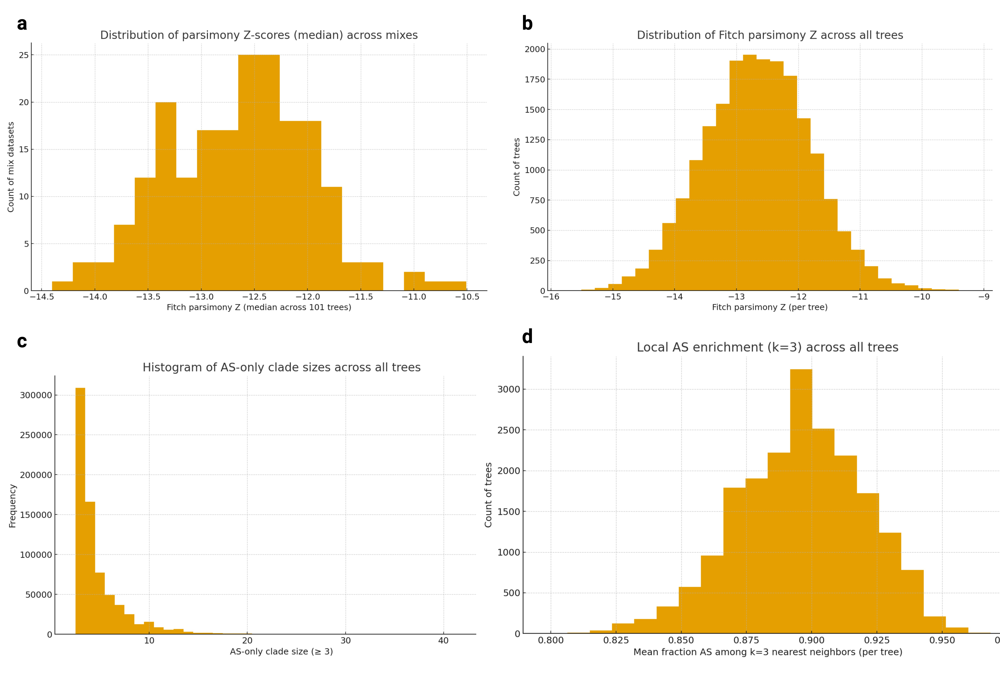 a
Distribution of parsimony Z-scores (median) across mixes
25
20
15
10
5
0
Count of mix datasets
−14.5 −14.0 −13.5 −13.0 −12.5 −12.0 −11.5 −11.0 −10.5
Fitch parsimony Z (median across 101 trees)
b
Distribution of Fitch parsimony Z across all trees
2000
1750
1500
1250
1000
750
500
250
0
Count of trees
−16 −15 −14 −13 −12 −11 −10 −9
Fitch parsimony Z (per tree)
c
Histogram of AS-only clade sizes across all trees
300000
250000
200000
150000
100000
50000
0
Frequency
10 20 30 40
AS-only clade size (≥ 3)
d
Local AS enrichment (k=3) across all trees
3000
2500
2000
1500
1000
500
0
Count of trees
0.800 0.825 0.850 0.875 0.900 0.925 0.950
Mean fraction AS among k=3 nearest neighbors (per tree)